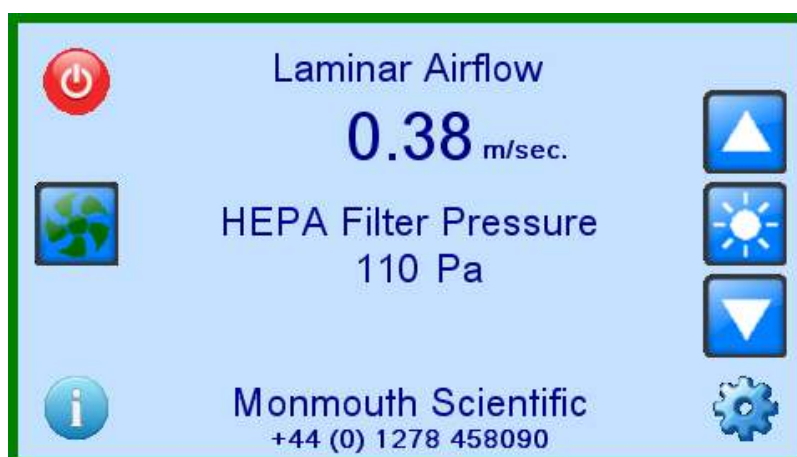 Laminar Airflow
0.38 m/sec.
HEPA Filter Pressure
110 Pa
i
Monmouth Scientific
+44 (0) 1278 458090